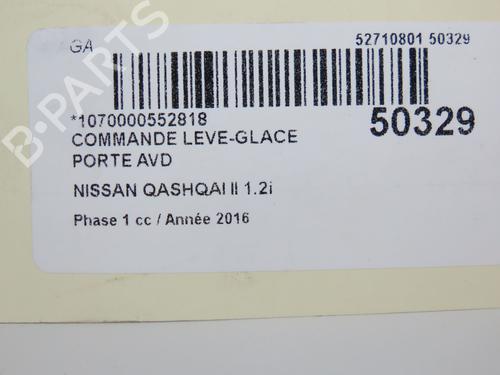 GA
52710801 50329
*1070000552818
50329
COMMANDE LEVE-GLACE
PORTE AVD
NISSAN QASHQAI II 1.2i
Phase 1 cc / Année 2016
B-PARTS